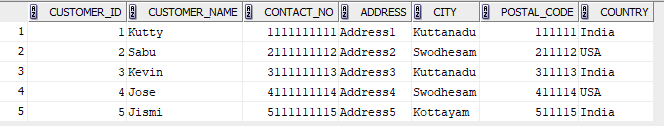 CUSTOMER_ID CUSTOMER_NAME CONTACT_NO ADDRESS CITY POSTAL_CODE COUNTRY
1 1 Kutty 1111111111 Address1 Kuttanadu 111111 India
2 2 Sabu 2111111112 Address2 Swodhesam 211112 USA
3 3 Kevin 3111111113 Address3 Kuttanadu 311113 India
4 4 Jose 4111111114 Address4 Swodhesam 411114 USA
5 5 Jismi 5111111115 Address5 Kottayam 511115 India